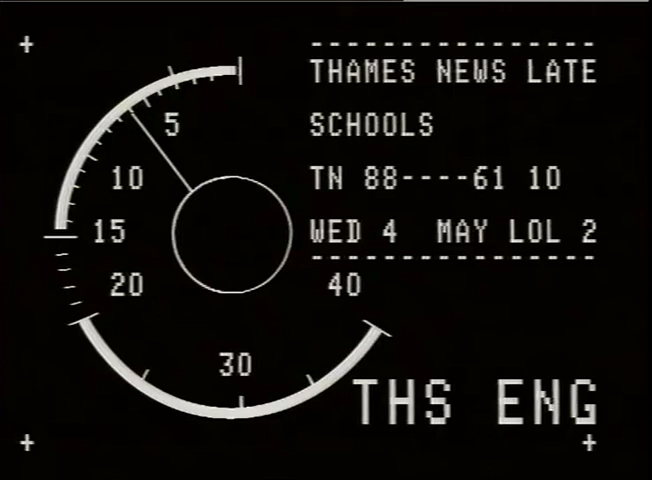 THAMES NEWS LATE
SCHOOLS
TN 88----61 10
WED 4 MAY LOL 2
5
10
15
20
30
40
THS ENG